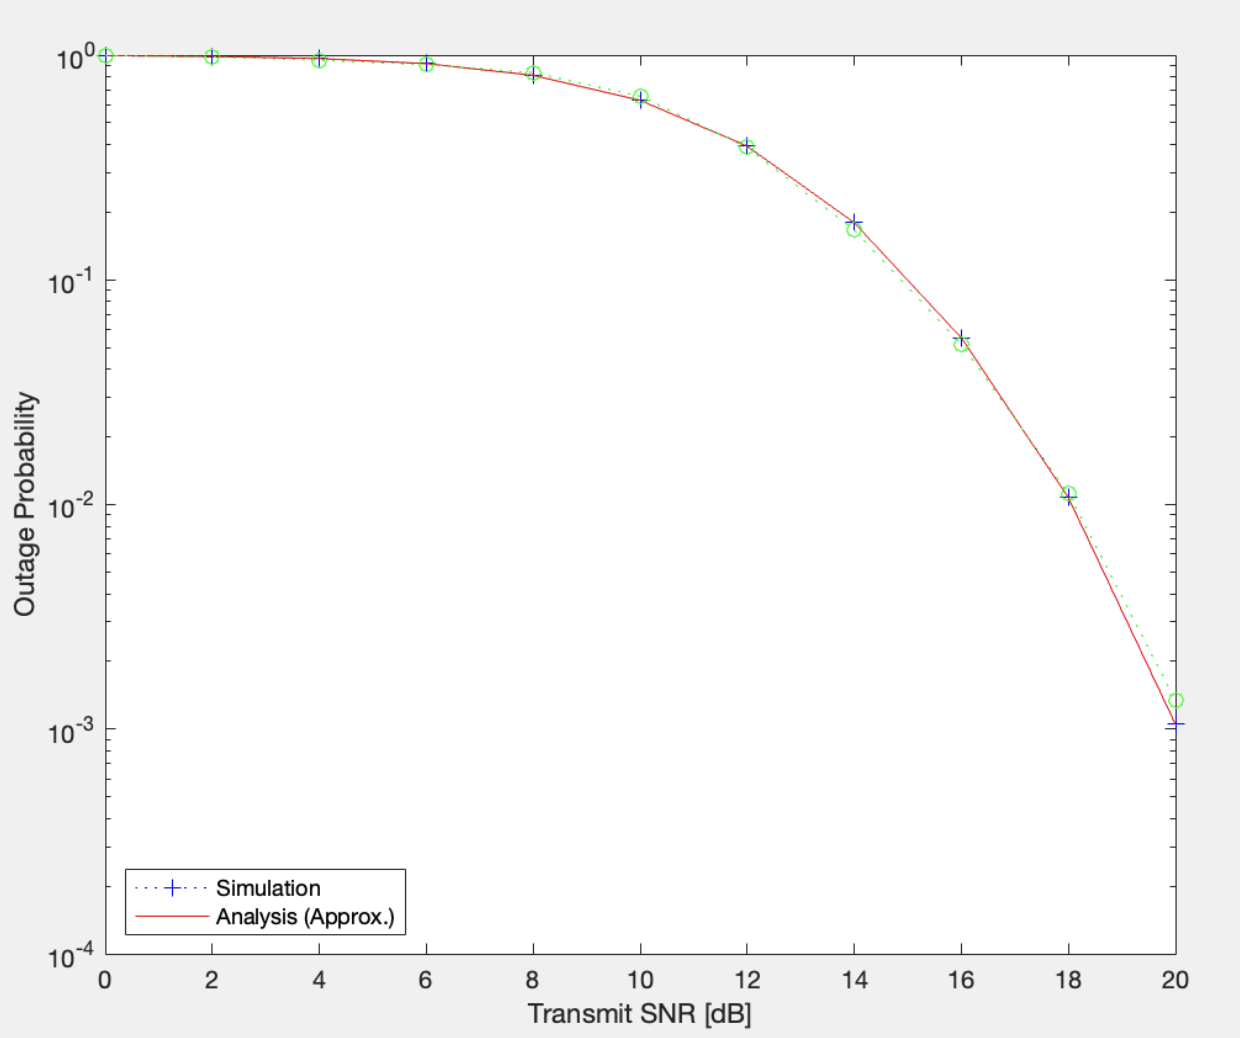 10^0
10^-1
10^-2
10^-3
10^-4
Outage Probability
Simulation
Analysis (Approx.)
0 2 4 6 8 10 12 14 16 18 20
Transmit SNR [dB]